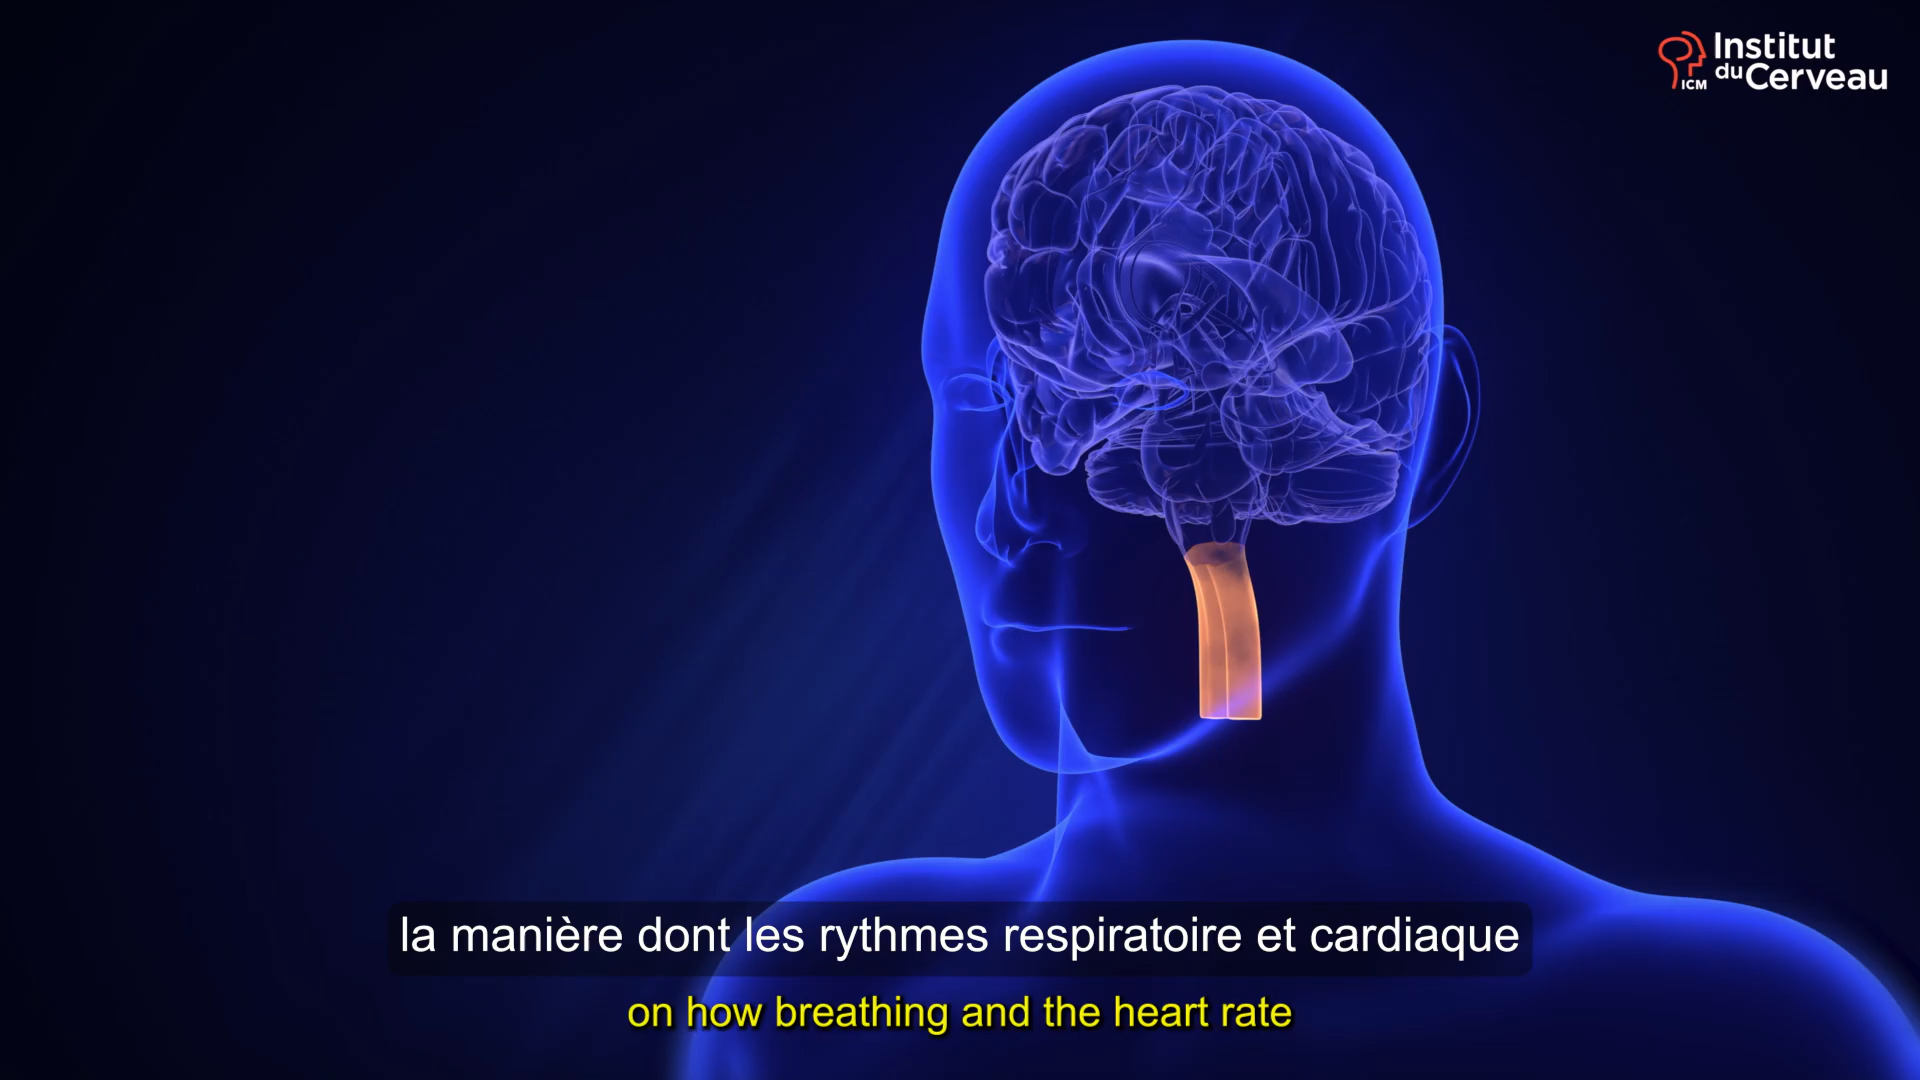 Institut
du Cerveau
ICM
la manière dont les rythmes respiratoire et cardiaque
on how breathing and the heart rate